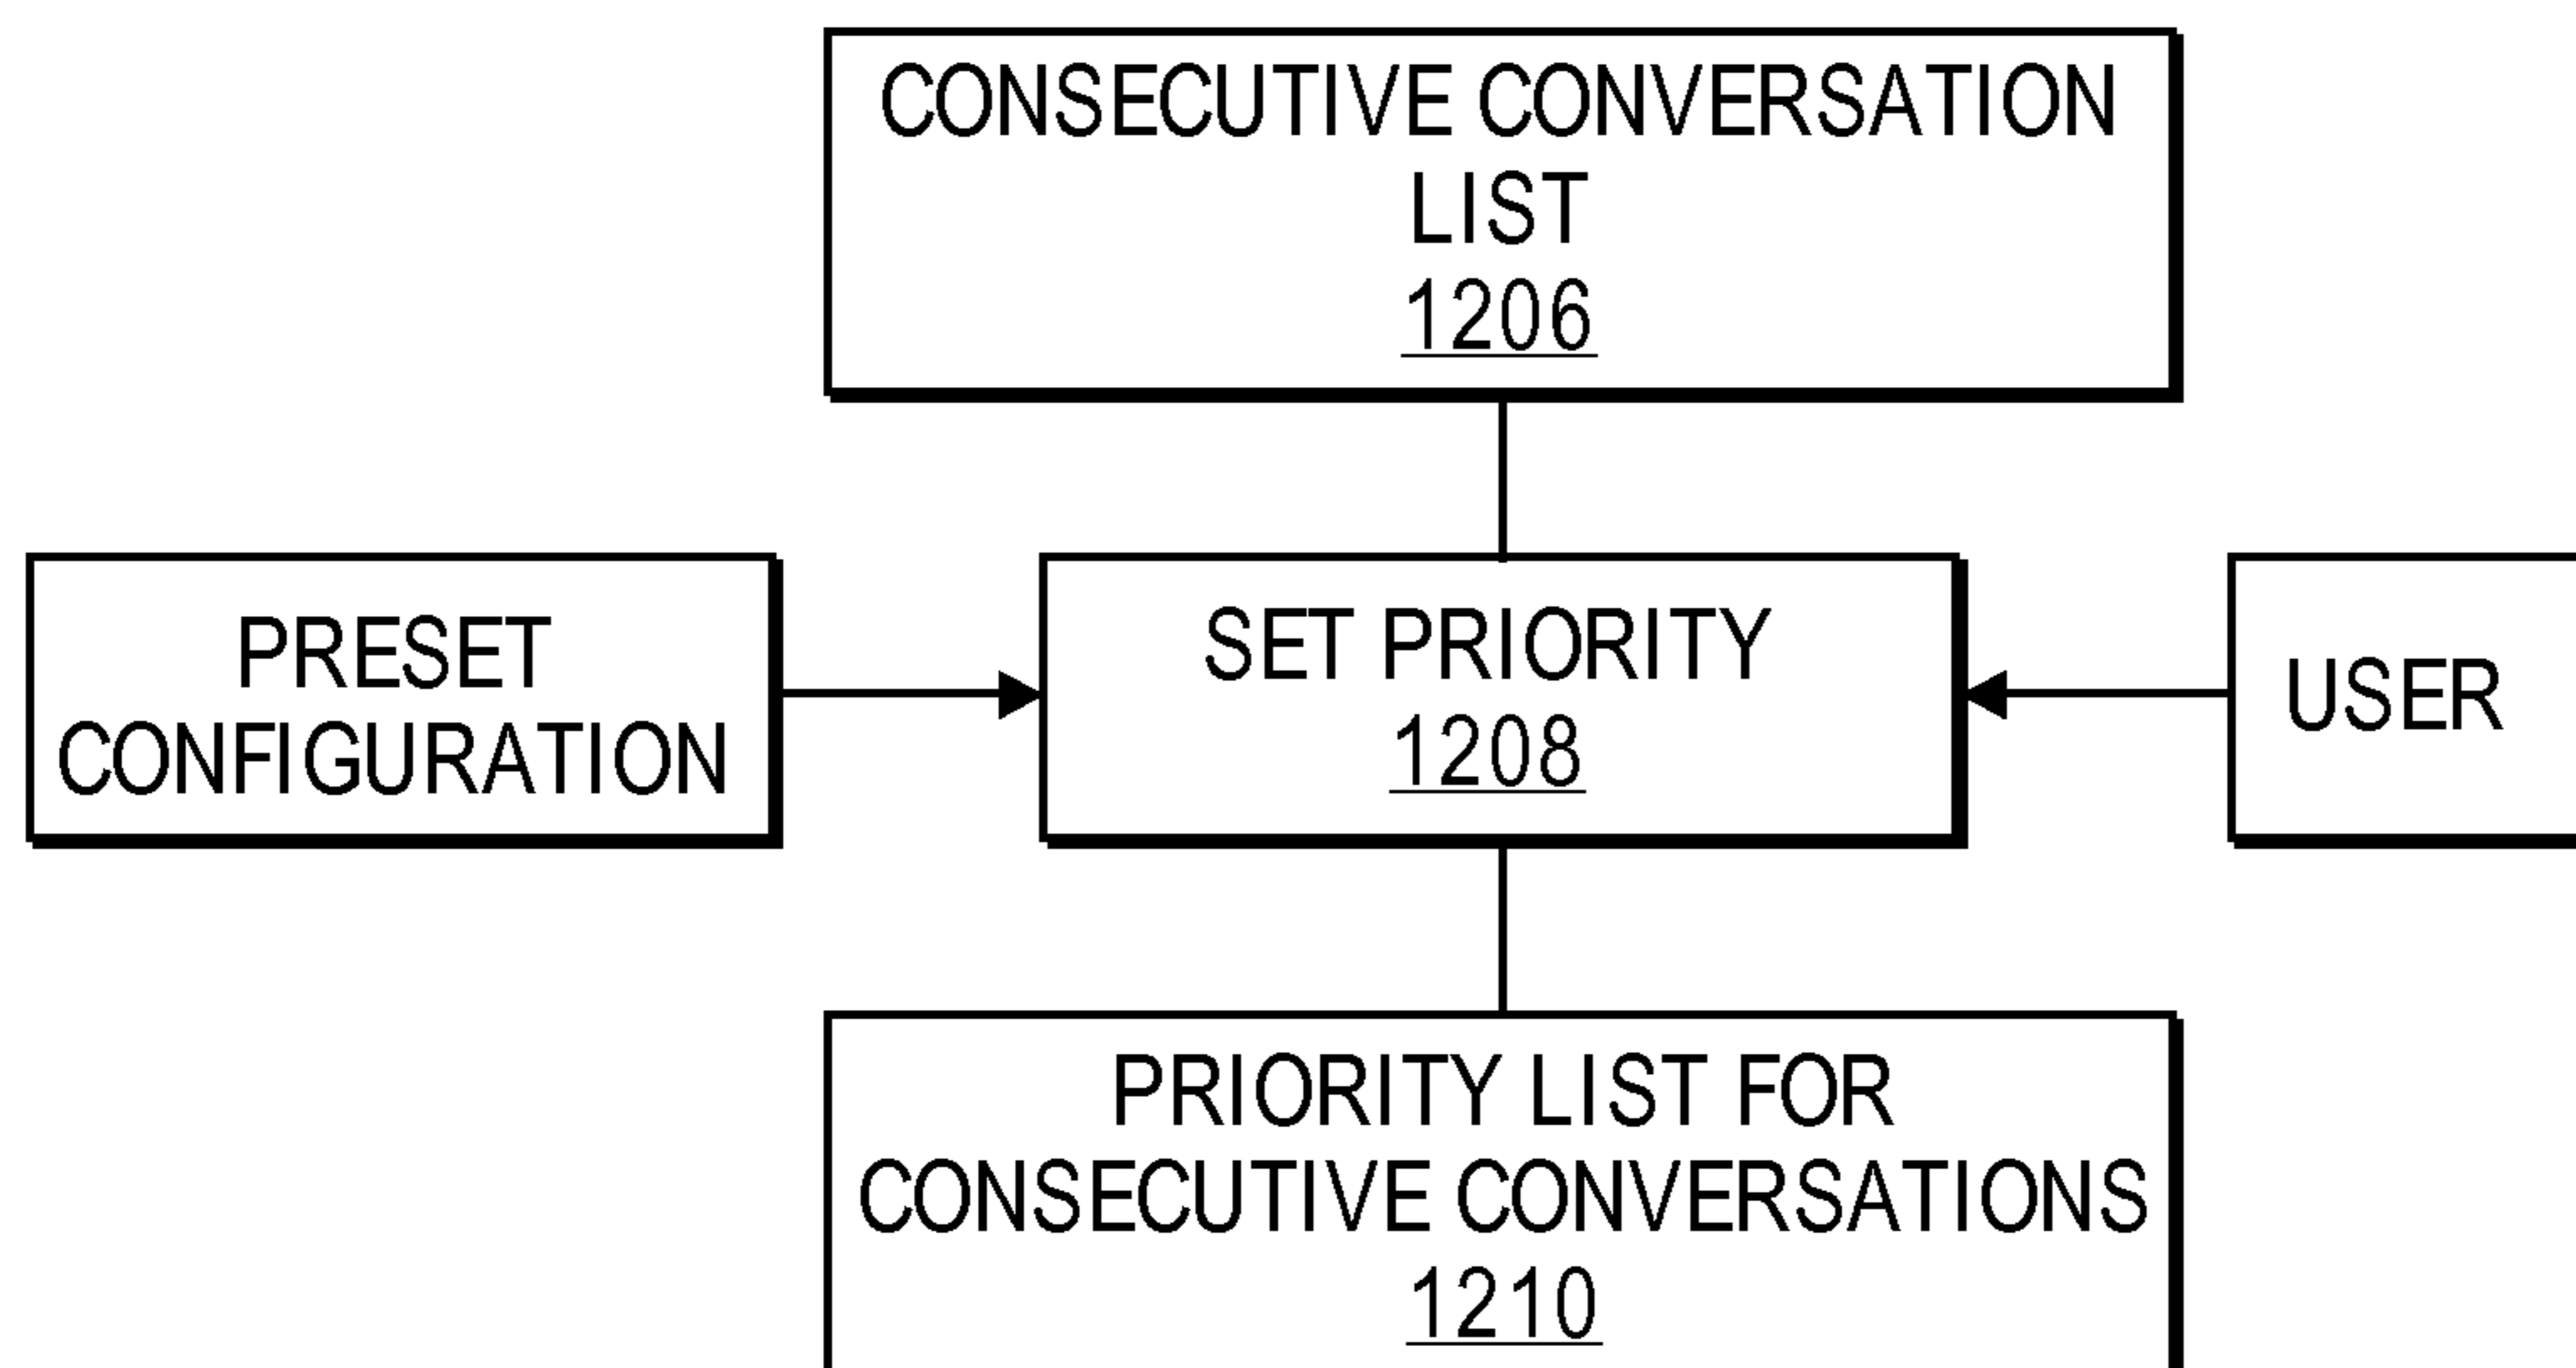 CONSECUTIVE CONVERSATION
LIST
1206
PRESET
CONFIGURATION
SET PRIORITY
1208
USER
PRIORITY LIST FOR
CONSECUTIVE CONVERSATIONS
1210